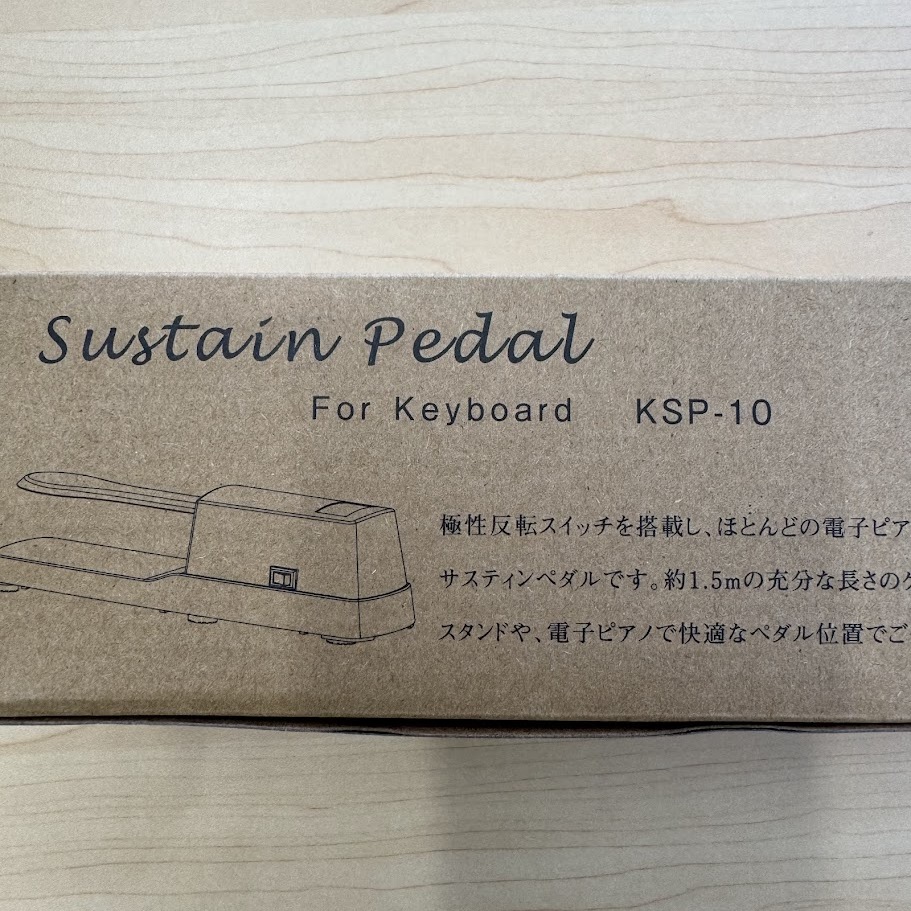 Sustain Pedal
For Keyboard KSP-10
極性反転スイッチを搭載し、ほとんどの電子ピア
サスティンペダルです。約1.5mの充分な長さのケ
スタンドや、電子ピアノで快適なペダル位置でご